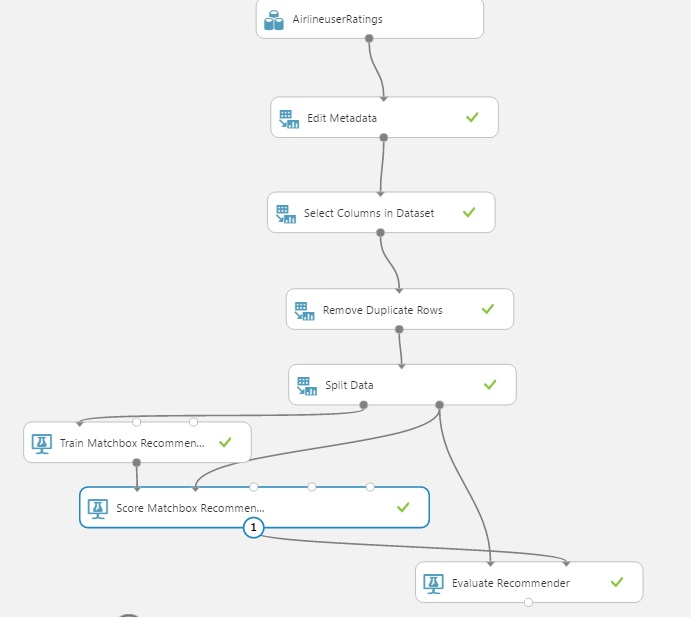 AirlineuserRatings
Edit Metadata
Select Columns in Dataset
Remove Duplicate Rows
Split Data
Train Matchbox Recommen...
Score Matchbox Recommen...
1
Evaluate Recommender